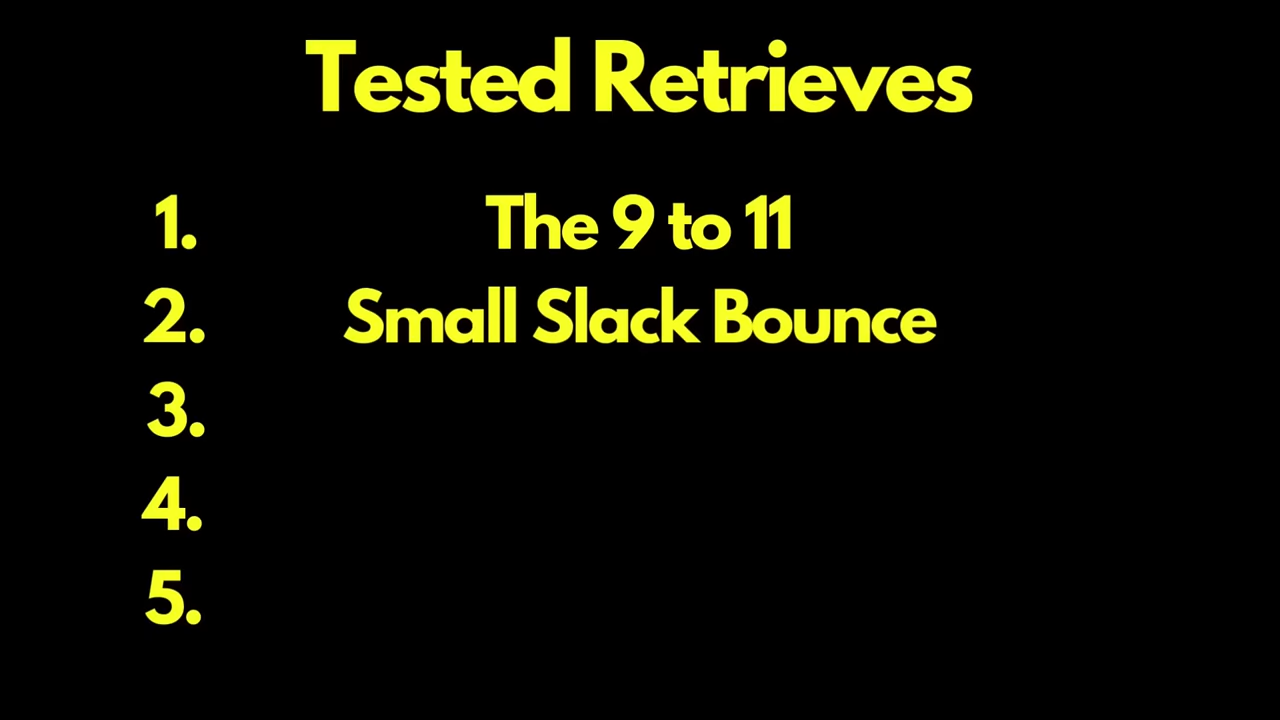 Tested Retrieves
1. The 9 to 11
2. Small Slack Bounce
3.
4.
5.